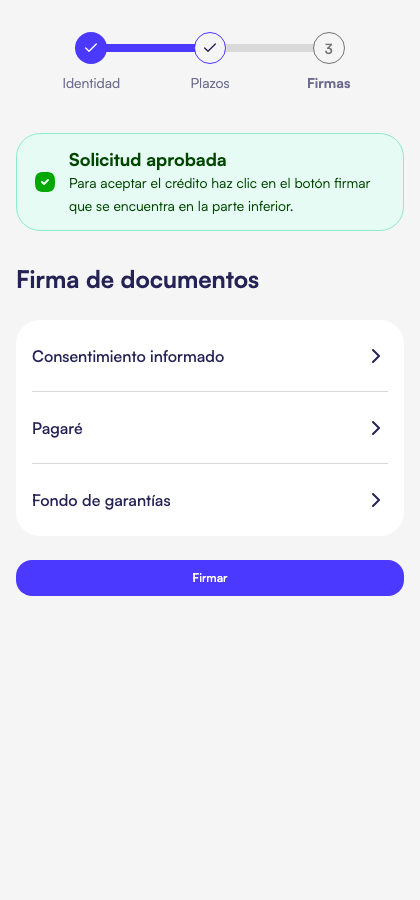 3
Identidad
Plazos
Firmas
Solicitud aprobada
Para aceptar el crédito haz clic en el botón firmar
que se encuentra en la parte inferior.
Firma de documentos
Consentimiento informado
Pagaré
Fondo de garantías
Firmar